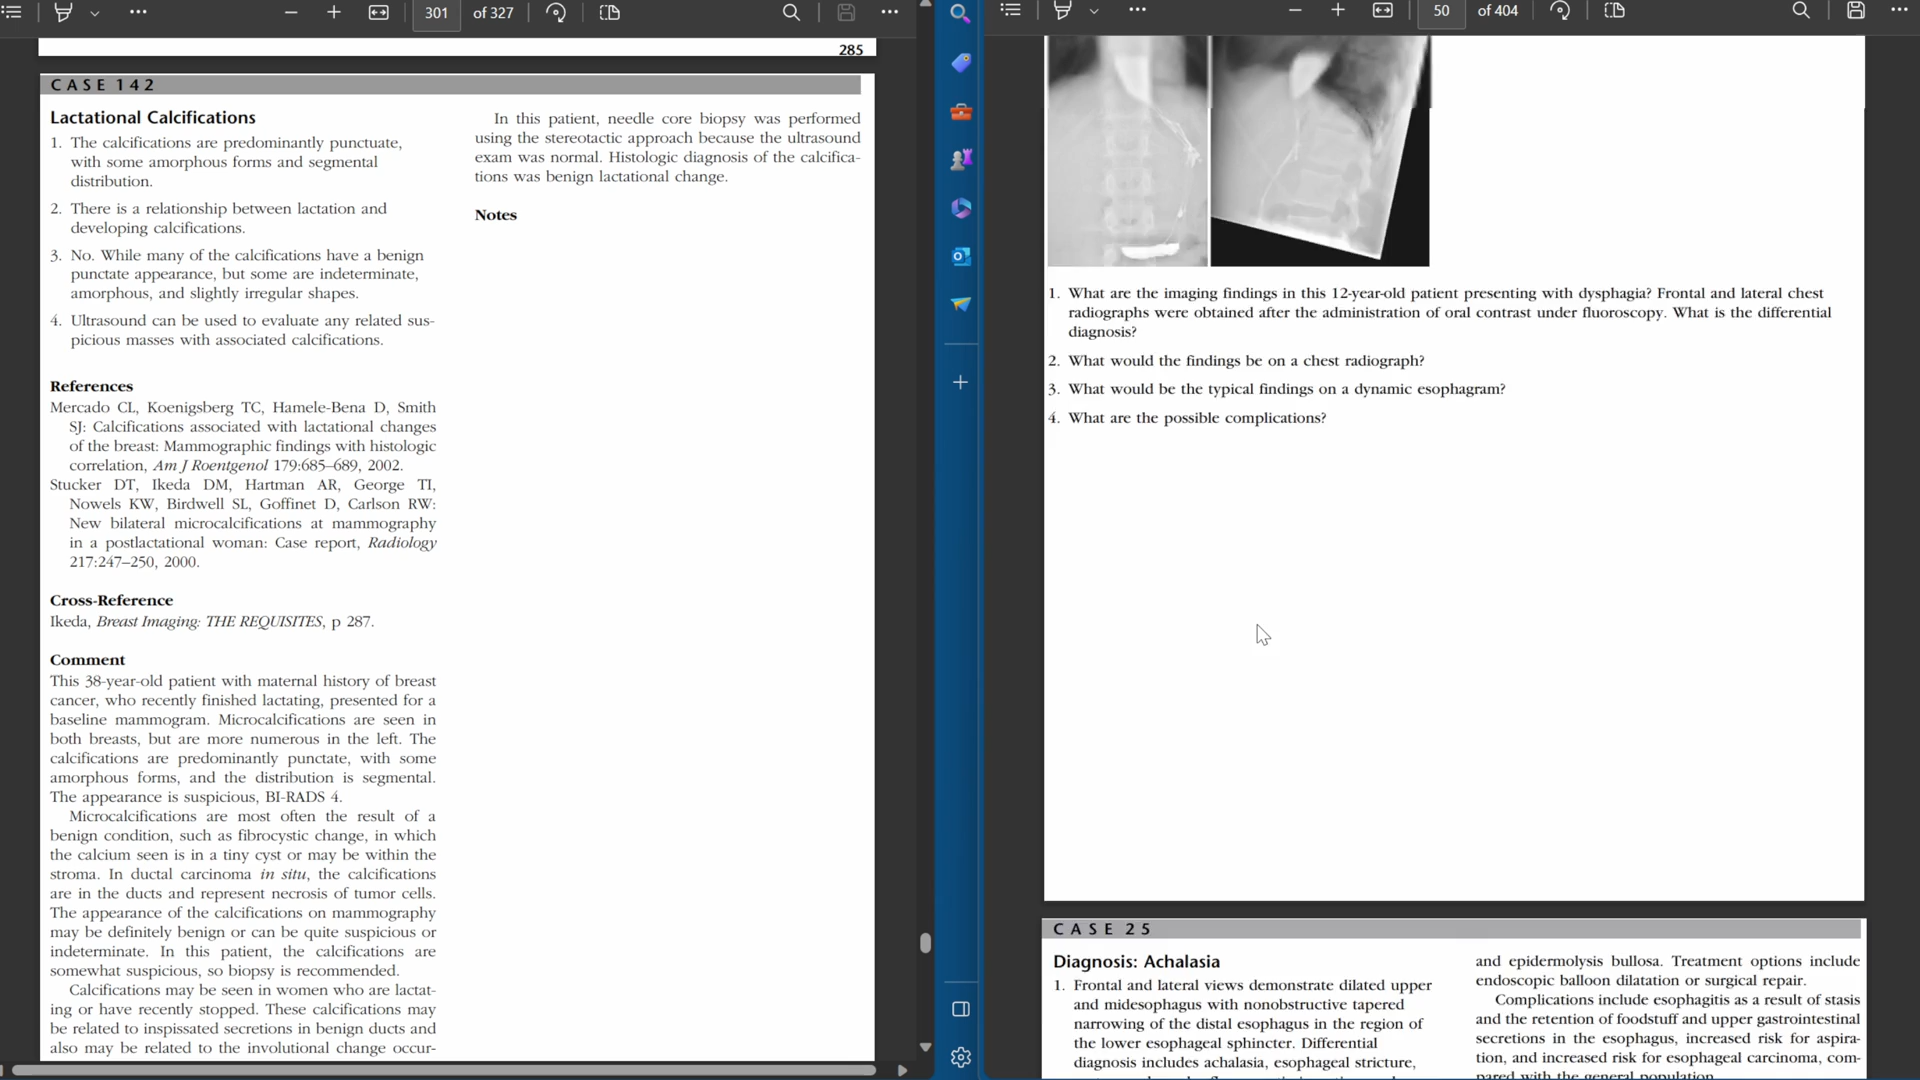 301
of 327
285
CASE 142
Lactational Calcifications
1. The calcifications are predominantly punctuate,
with some amorphous forms and segmental
distribution.
2. There is a relationship between lactation and
developing calcifications.
3. No. While many of the calcifications have a benign
punctate appearance, but some are indeterminate,
amorphous, and slightly irregular shapes.
4. Ultrasound can be used to evaluate any related sus-
picious masses with associated calcifications.
References
Mercado CL, Koenigsberg TC, Hamele-Bena D, Smith
SJ: Calcifications associated with lactational changes
of the breast: Mammographic findings with histologic
correlation, Am J Roentgenol 179:685–689, 2002.
Stucker DT, Ikeda DM, Hartman AR, George TI,
Nowels KW, Birdwell SL, Goffinet D, Carlson RW:
New bilateral microcalcifications at mammography
in a postlactational woman: Case report, Radiology
217:247–250, 2000.
Cross-Reference
Ikeda, Breast Imaging: THE REQUISITES, p 287.
Comment
This 38-year-old patient with maternal history of breast
cancer, who recently finished lactating, presented for a
baseline mammogram. Microcalcifications are seen in
both breasts, but are more numerous in the left. The
calcifications are predominantly punctate, with some
amorphous forms, and the distribution is segmental.
The appearance is suspicious, BI-RADS 4.
Microcalcifications are most often the result of a
benign condition, such as fibrocystic change, in which
the calcium seen is in a tiny cyst or may be within the
stroma. In ductal carcinoma in situ, the calcifications
are in the ducts and represent necrosis of tumor cells.
The appearance of the calcifications on mammography
may be definitely benign or can be quite suspicious or
indeterminate. In this patient, the calcifications are
somewhat suspicious, so biopsy is recommended.
Calcifications may be seen in women who are lactat-
ing or have recently stopped. These calcifications may
be related to inspissated secretions in benign ducts and
also may be related to the involutional change occur-
In this patient, needle core biopsy was performed
using the stereotactic approach because the ultrasound
exam was normal. Histologic diagnosis of the calcifica-
tions was benign lactational change.
Notes
50
of 404
1. What are the imaging findings in this 12-year-old patient presenting with dysphagia? Frontal and lateral chest
radiographs were obtained after the administration of oral contrast under fluoroscopy. What is the differential
diagnosis?
2. What would the findings be on a chest radiograph?
3. What would be the typical findings on a dynamic esophagram?
4. What are the possible complications?
CASE 25
Diagnosis: Achalasia
1. Frontal and lateral views demonstrate dilated upper
and midesophagus with nonobstructive tapered
narrowing of the distal esophagus in the region of
the lower esophageal sphincter. Differential
diagnosis includes achalasia, esophageal stricture,
and epidermolysis bullosa. Treatment options include
endoscopic balloon dilatation or surgical repair.
Complications include esophagitis as a result of stasis
and the retention of foodstuff and upper gastrointestinal
secretions in the esophagus, increased risk for aspira-
tion, and increased risk for esophageal carcinoma, com-
pared with the general population.